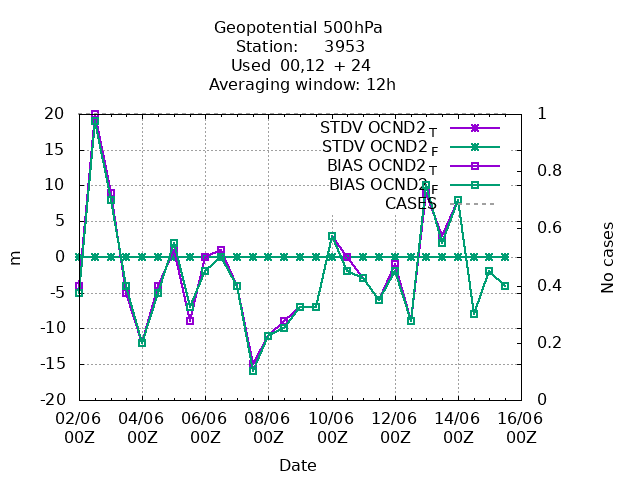 Geopotential 500hPa
Station: 3953
Used 00,12 + 24
Averaging window: 12h
20 1
15
10 0.8
5 0.6
0
-5 0.4
-10
-15 0.2
-20 0
STDV OCND2 T
STDV OCND2 F
BIAS OCND2 T
BIAS OCND2 F
CASES
m
No cases
02/06 04/06 06/06 08/06 10/06 12/06 14/06 16/06
00Z 00Z 00Z 00Z 00Z 00Z 00Z 00Z
Date